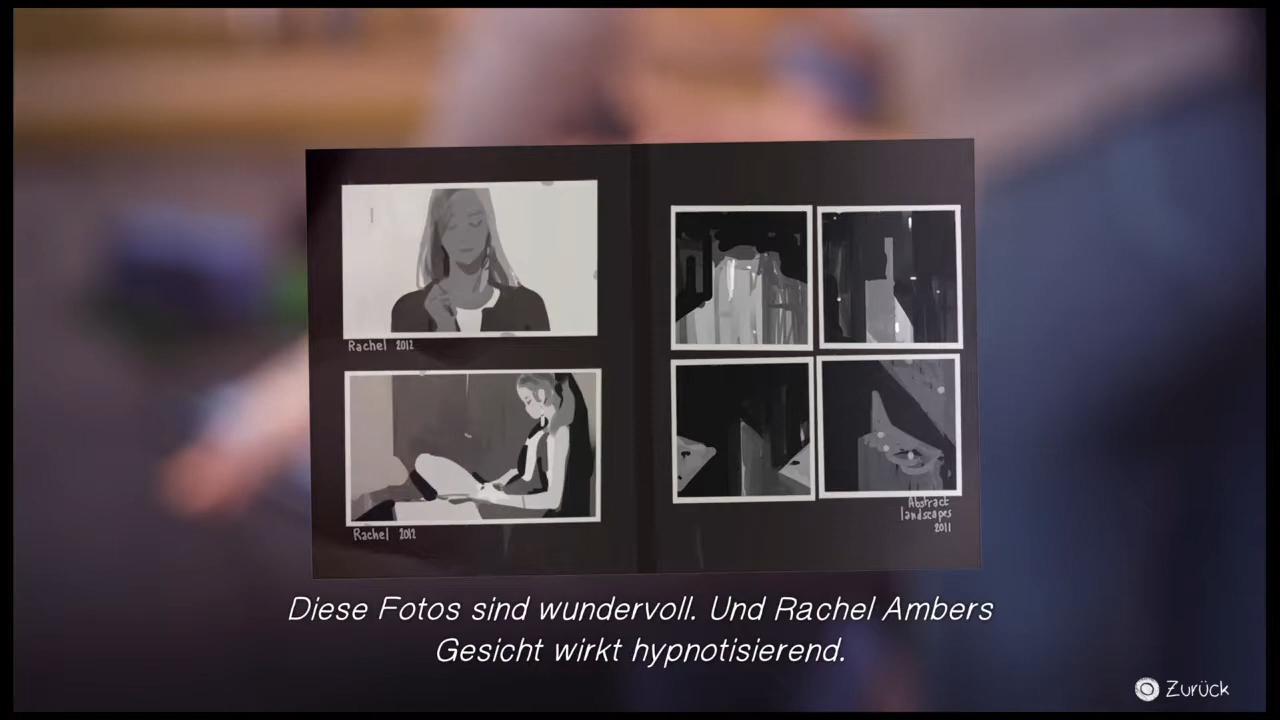 Rachel 2012
Rachel 2012
Abstract
landscapes
2011
Diese Fotos sind wundervoll. Und Rachel Ambers
Gesicht wirkt hypnotisierend.
Zurück